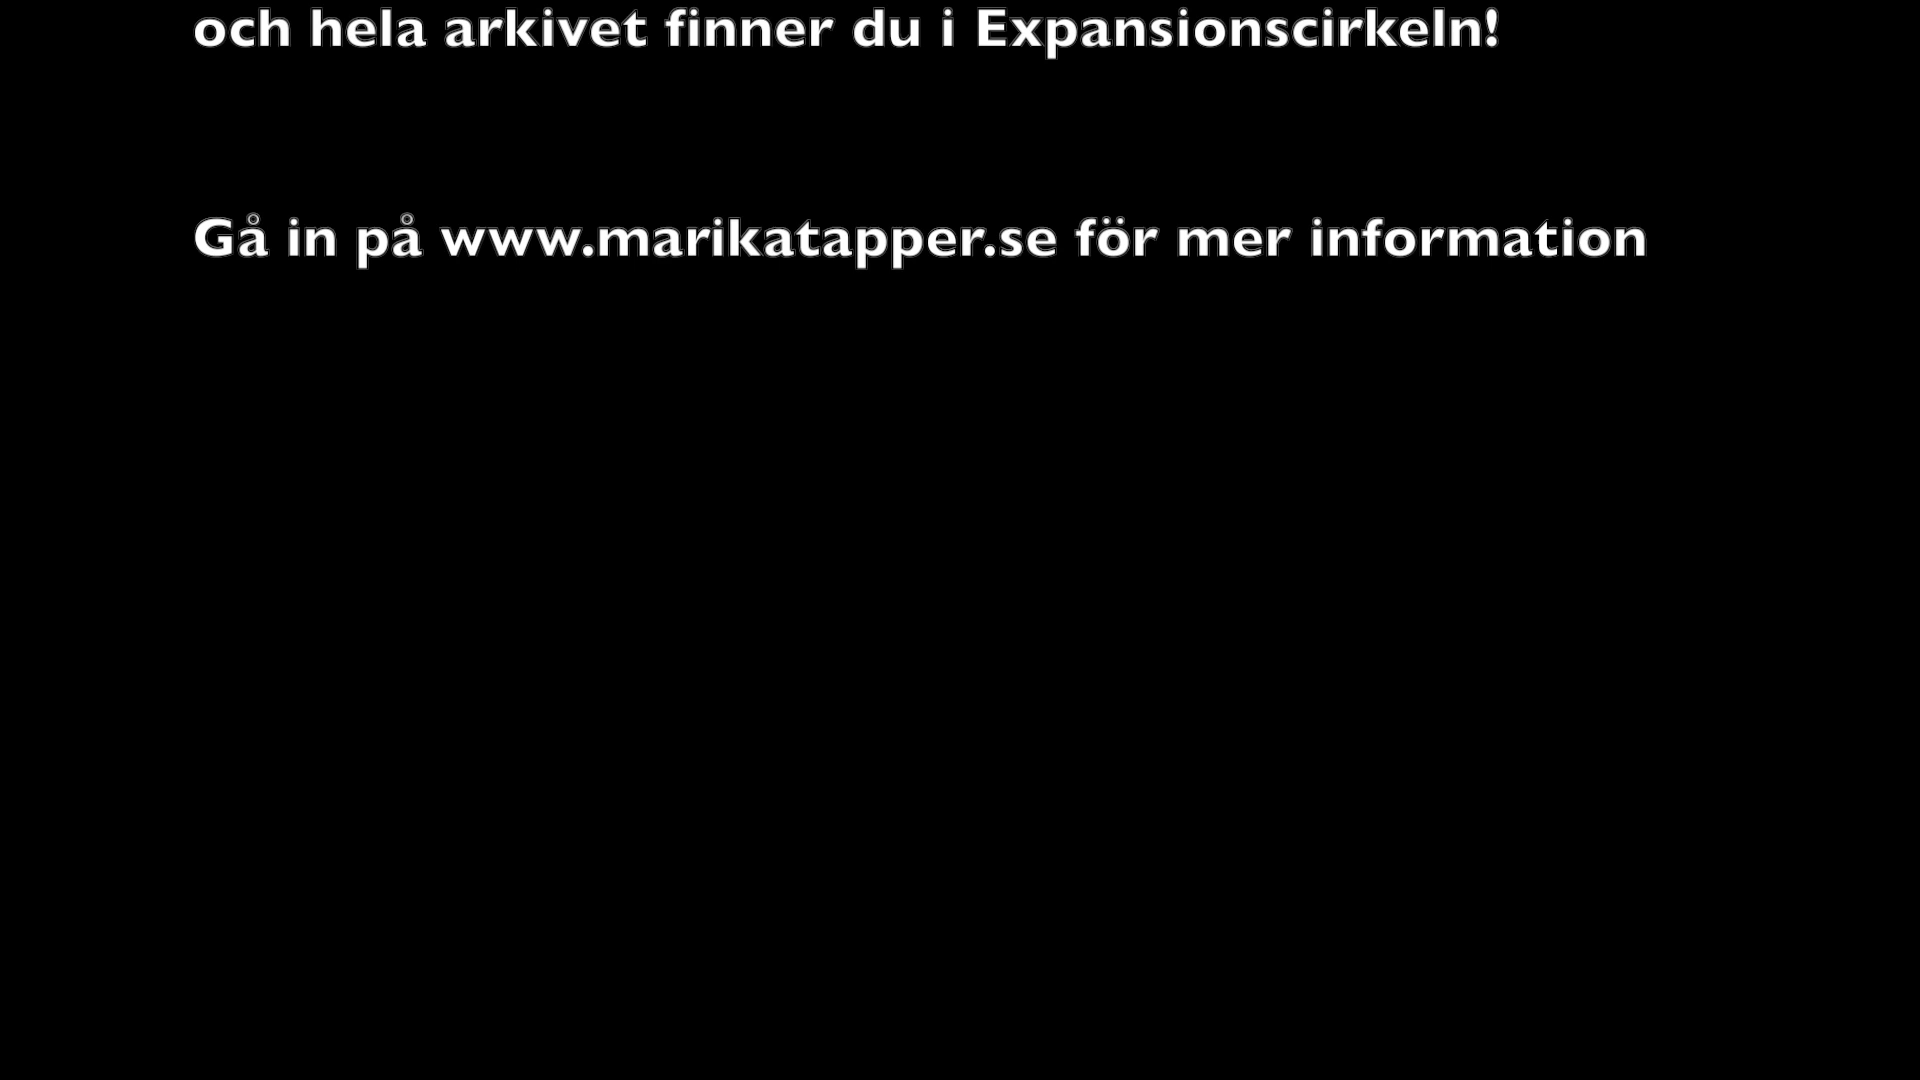 och hela arkivet finner du i Expansionscirkeln!
Gå in på www.marikatapper.se för mer information